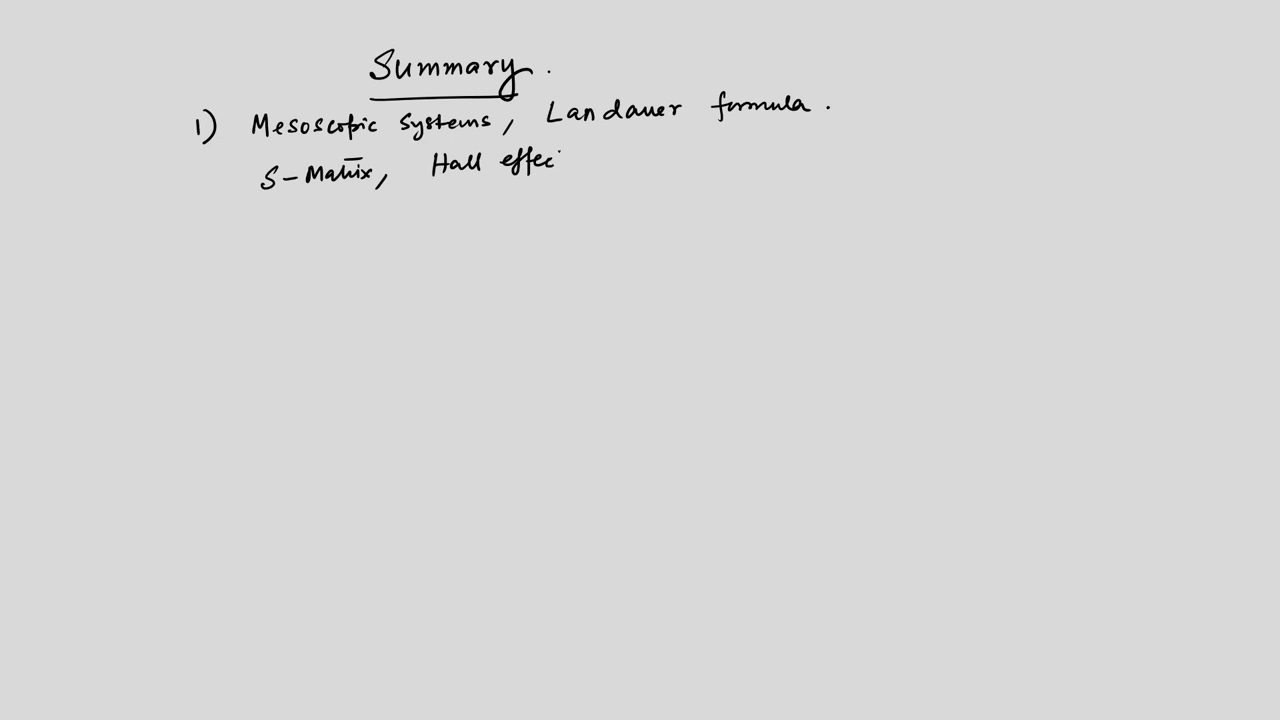 Summary.
1) Mesoscopic Systems, Landauer formula.
S-Matrix, Hall effec